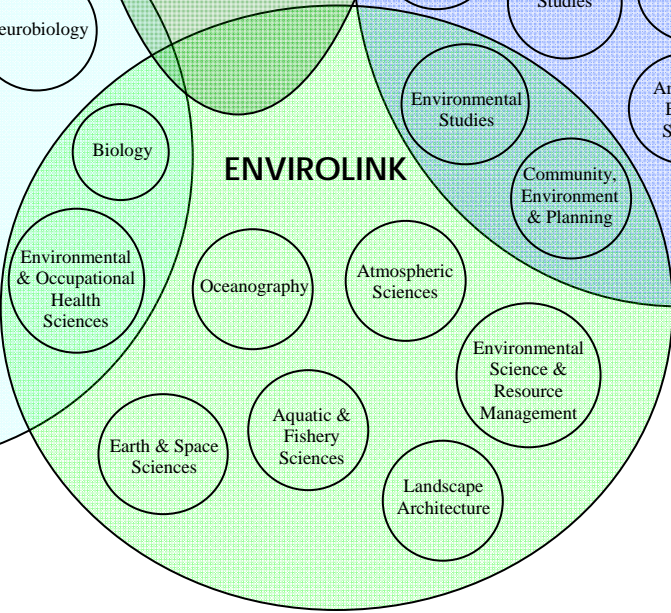 Studies
eurobiology
Environmental
Studies
Biology
ENVIROLINK
Community,
Environment
& Planning
Environmental
& Occupational
Health
Sciences
Oceanography
Atmospheric
Sciences
Environmental
Science &
Resource
Management
Aquatic &
Fishery
Sciences
Earth & Space
Sciences
Landscape
Architecture